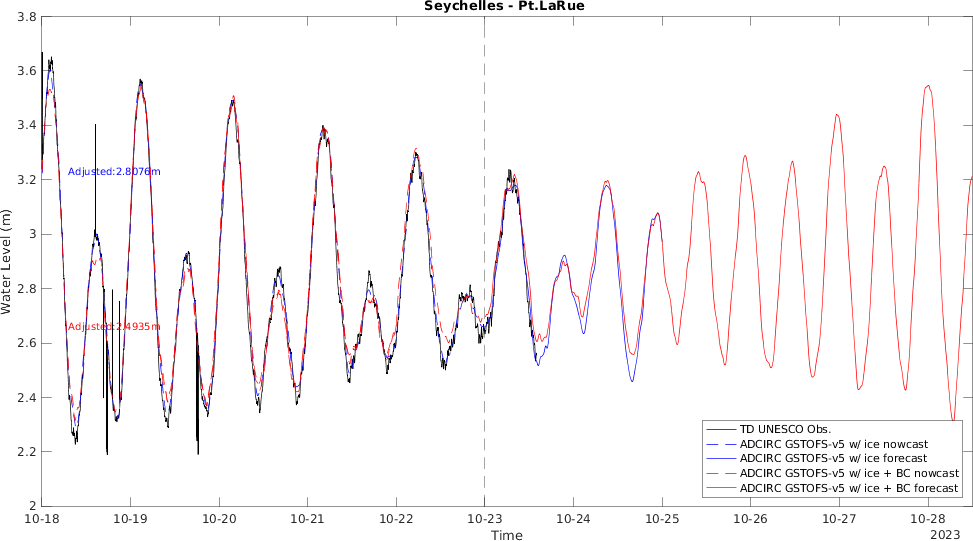 Seychelles - Pt.LaRue
3.8
3.6
3.4
3.2
3
2.8
2.6
2.4
2.2
2
Water Level (m)
Adjusted:2.8076m
Adjusted:2.4935m
TD UNESCO Obs.
ADCIRC GSTOFS-v5 w/ ice nowcast
ADCIRC GSTOFS-v5 w/ ice forecast
ADCIRC GSTOFS-v5 w/ ice + BC nowcast
ADCIRC GSTOFS-v5 w/ ice + BC forecast
10-18 10-19 10-20 10-21 10-22 10-23 10-24 10-25 10-26 10-27 10-28
Time
2023